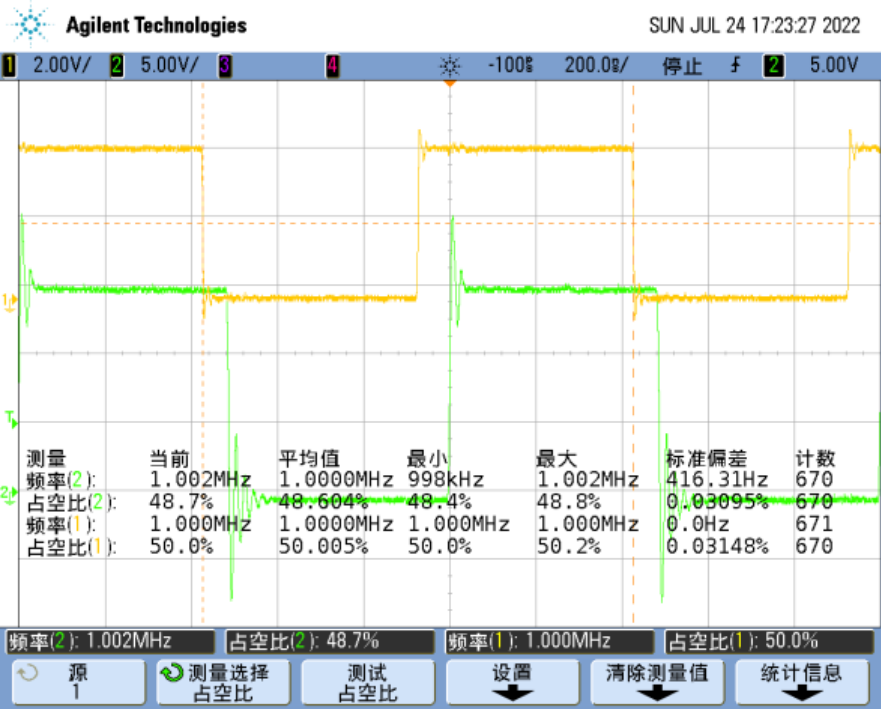 Agilent Technologies SUN JUL 24 17:23:27 2022
1 2.00V/ 2 5.00V/ 3 4 -100% 200.0%/ 停止 2 5.00V
测量 当前 平均值 最小 最大 标准偏差 计数
频率(2): 1.002MHz 1.0000MHz 998kHz 1.002MHz 416.31Hz 670
占空比(2): 48.7% 48.604% 48.4% 48.8% 0.03095% 670
频率(1): 1.000MHz 1.0000MHz 1.000MHz 1.000MHz 0.0Hz 671
占空比(1): 50.0% 50.005% 50.0% 50.2% 0.03148% 670
1
T
2
频率(2): 1.002MHz 占空比(2): 48.7% 频率(1): 1.000MHz 占空比(1): 50.0%
源 测量选择 测试 设置 清除测量值 统计信息
1 占空比 占空比